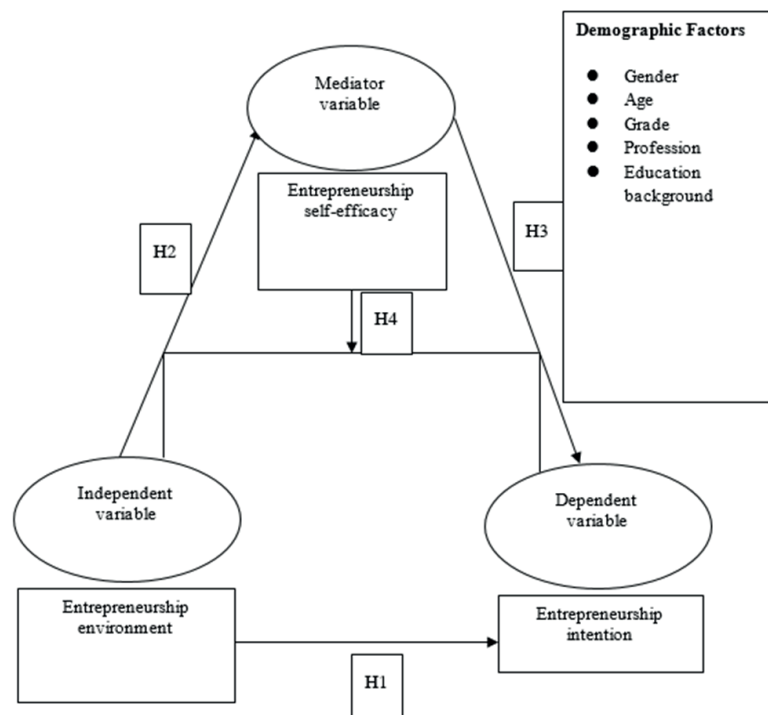 Demographic Factors
● Gender
● Age
● Grade
● Profession
● Education
background
Mediator
variable
Entrepreneurship
self-efficacy
H2
H3
H4
Independent
variable
Dependent
variable
Entrepreneurship
environment
Entrepreneurship
intention
H1